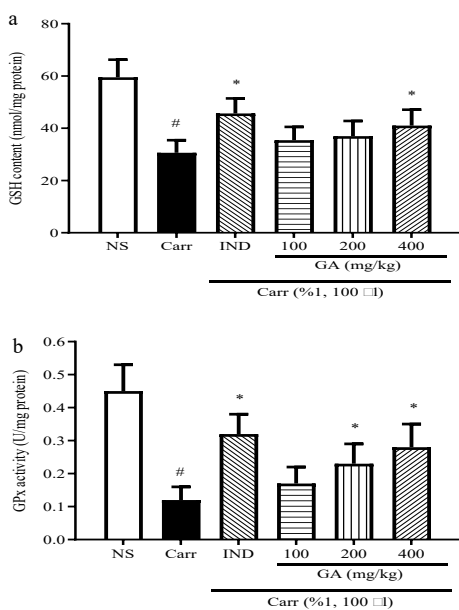 a
GSH content (nmol/mg protein)
80
60
40
20
0
#
*
*
NS Carr IND 100 200 400
GA (mg/kg)
Carr (%1, 100 □l)
b
GPx activity (U/mg protein)
0.6
0.5
0.4
0.3
0.2
0.1
0.0
#
*
*
*
NS Carr IND 100 200 400
GA (mg/kg)
Carr (%1, 100 □l)